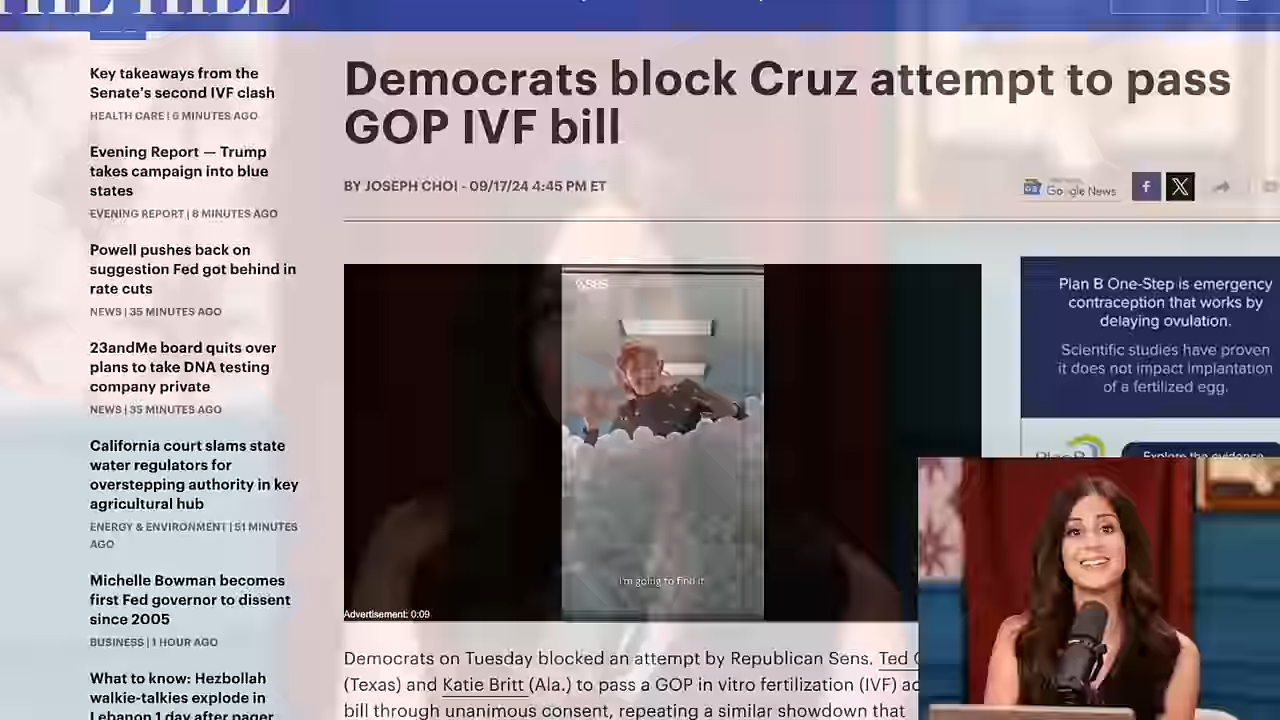 THE HILL
Key takeaways from the
Senate's second IVF clash
HEALTH CARE | 6 MINUTES AGO
Evening Report — Trump
takes campaign into blue
states
EVENING REPORT | 8 MINUTES AGO
Powell pushes back on
suggestion Fed got behind in
rate cuts
NEWS | 35 MINUTES AGO
23andMe board quits over
plans to take DNA testing
company private
NEWS | 35 MINUTES AGO
California court slams state
water regulators for
overstepping authority in key
agricultural hub
ENERGY & ENVIRONMENT | 51 MINUTES
AGO
Michelle Bowman becomes
first Fed governor to dissent
since 2005
BUSINESS | 1 HOUR AGO
What to know: Hezbollah
walkie-talkies explode in
Lebanon 1 day after pager
Democrats block Cruz attempt to pass
GOP IVF bill
BY JOSEPH CHOI - 09/17/24 4:45 PM ET
Google News
I'm going to find it
Advertisement: 0:09
Democrats on Tuesday blocked an attempt by Republican Sens. Ted
(Texas) and Katie Britt (Ala.) to pass a GOP in vitro fertilization (IVF)
bill through unanimous consent, repeating a similar showdown that
Plan B One-Step is emergency
contraception that works by
delaying ovulation.
Scientific studies have proven
it does not impact implantation
of a fertilized egg.
Plan B
Explore the evidence